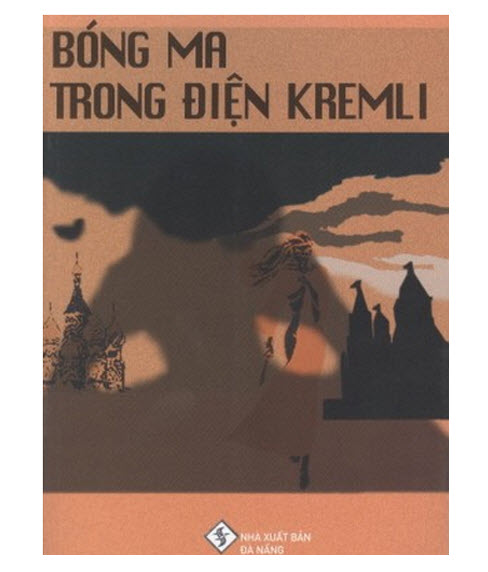 BÓNG MA
TRONG ĐIỆN KREMLI
NHÀ XUẤT BẢN
ĐÀ NẴNG